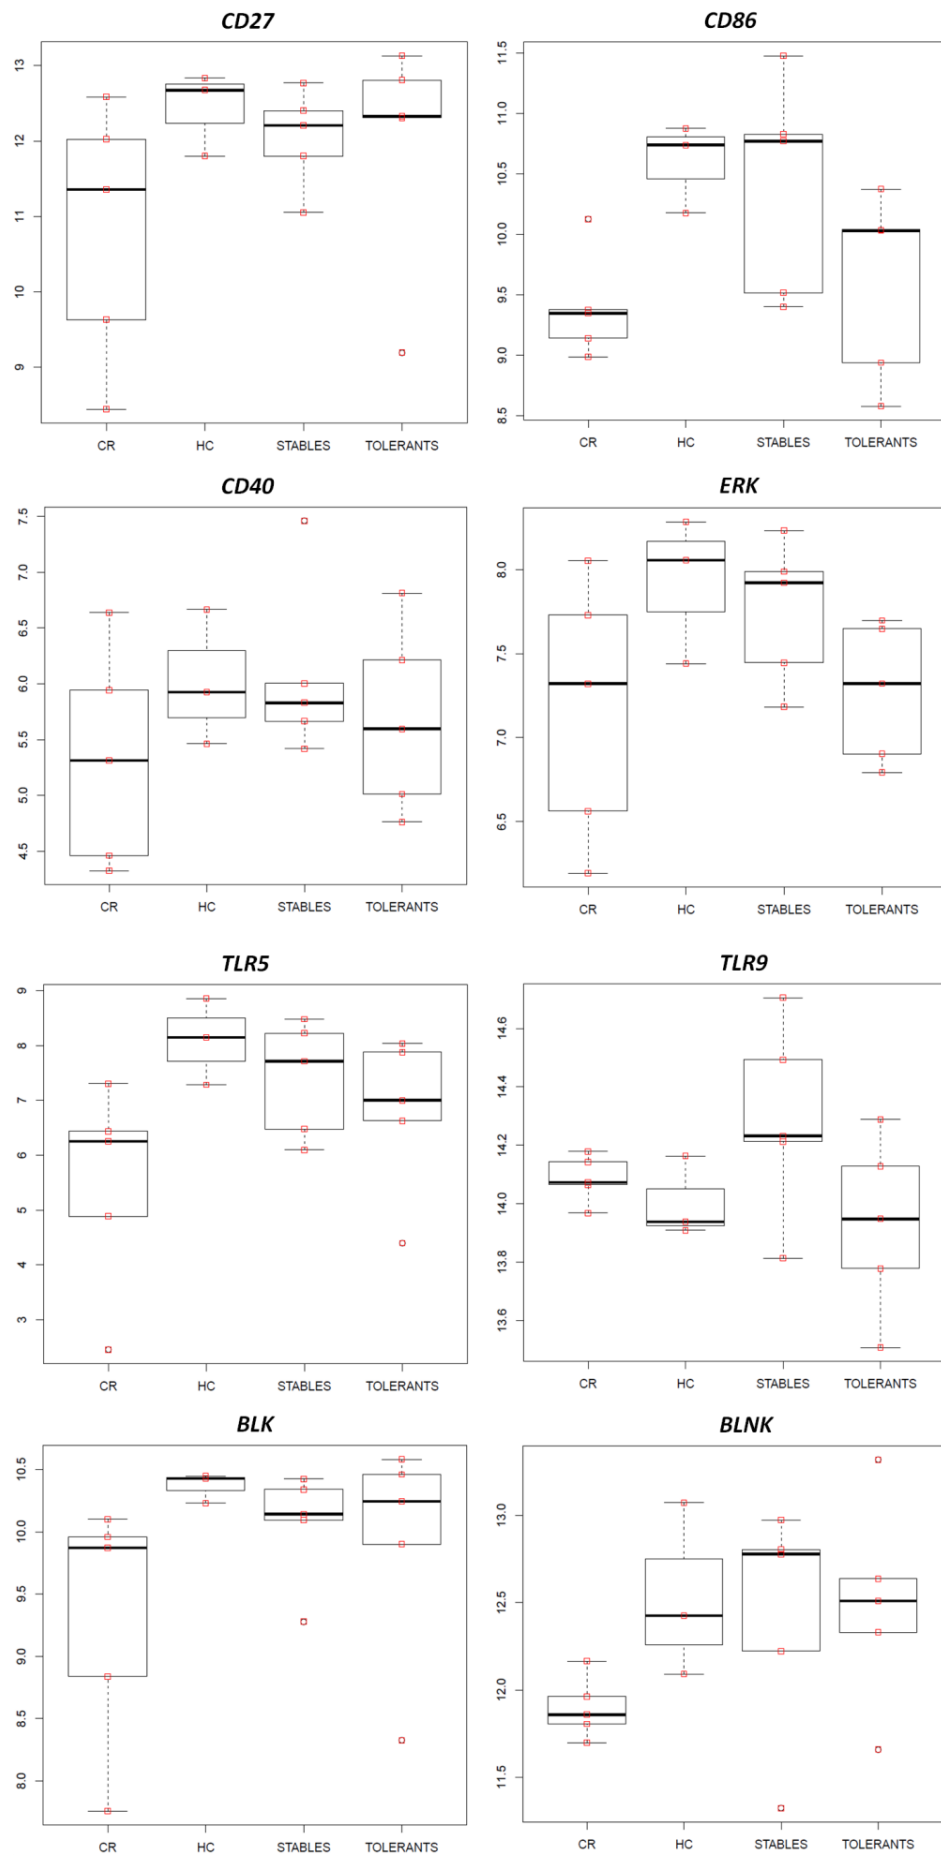 CD27
13
12
11
10
9
CR HC STABLES TOLERANTS
CD86
11.5
11.0
10.5
10.0
9.5
9.0
8.5
CR HC STABLES TOLERANTS
CD40
7.5
7.0
6.5
6.0
5.5
5.0
4.5
CR HC STABLES TOLERANTS
ERK
8.0
7.5
7.0
6.5
CR HC STABLES TOLERANTS
TLR5
9
8
7
6
5
4
3
CR HC STABLES TOLERANTS
TLR9
14.6
14.4
14.2
14.0
13.8
13.6
CR HC STABLES TOLERANTS
BLK
10.5
10.0
9.5
9.0
8.5
8.0
CR HC STABLES TOLERANTS
BLNK
13.0
12.5
12.0
11.5
CR HC STABLES TOLERANTS